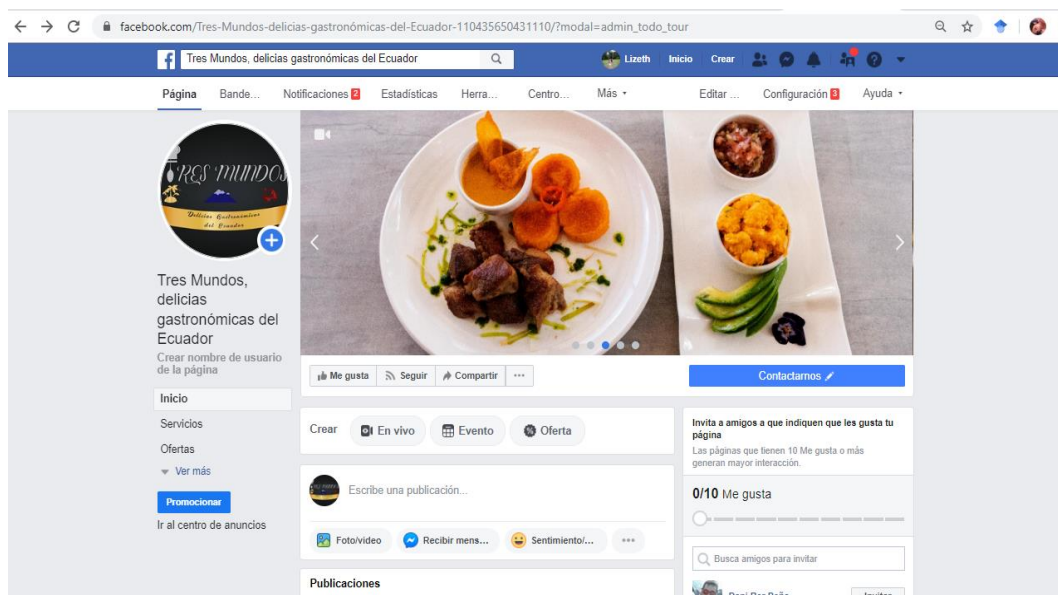 facebook.com/Tres-Mundos-delicias-gastronómicas-del-Ecuador-110435650431110/?modal=admin_todo_tour
Tres Mundos, delicias gastronómicas del Ecuador
Lizeth Inicio Crear
Página Bande... Notificaciones 2 Estadísticas Herra... Centro... Más Editar ... Configuración 3 Ayuda
TRES MUNDOS
Delicias Gastronómicas
del Ecuador
Tres Mundos,
delicias
gastronómicas del
Ecuador
Crear nombre de usuario
de la página
Inicio
Servicios
Ofertas
Ver más
Promocionar
Ir al centro de anuncios
Me gusta Seguir Compartir ...
Contactarnos
Crear En vivo Evento Oferta
Escribe una publicación...
Foto/video Recibir mens... Sentimiento/... ...
Publicaciones
Invita a amigos a que indiquen que les gusta tu
página
Las páginas que tienen 10 Me gusta o más
generan mayor interacción.
0/10 Me gusta
Busca amigos para invitar